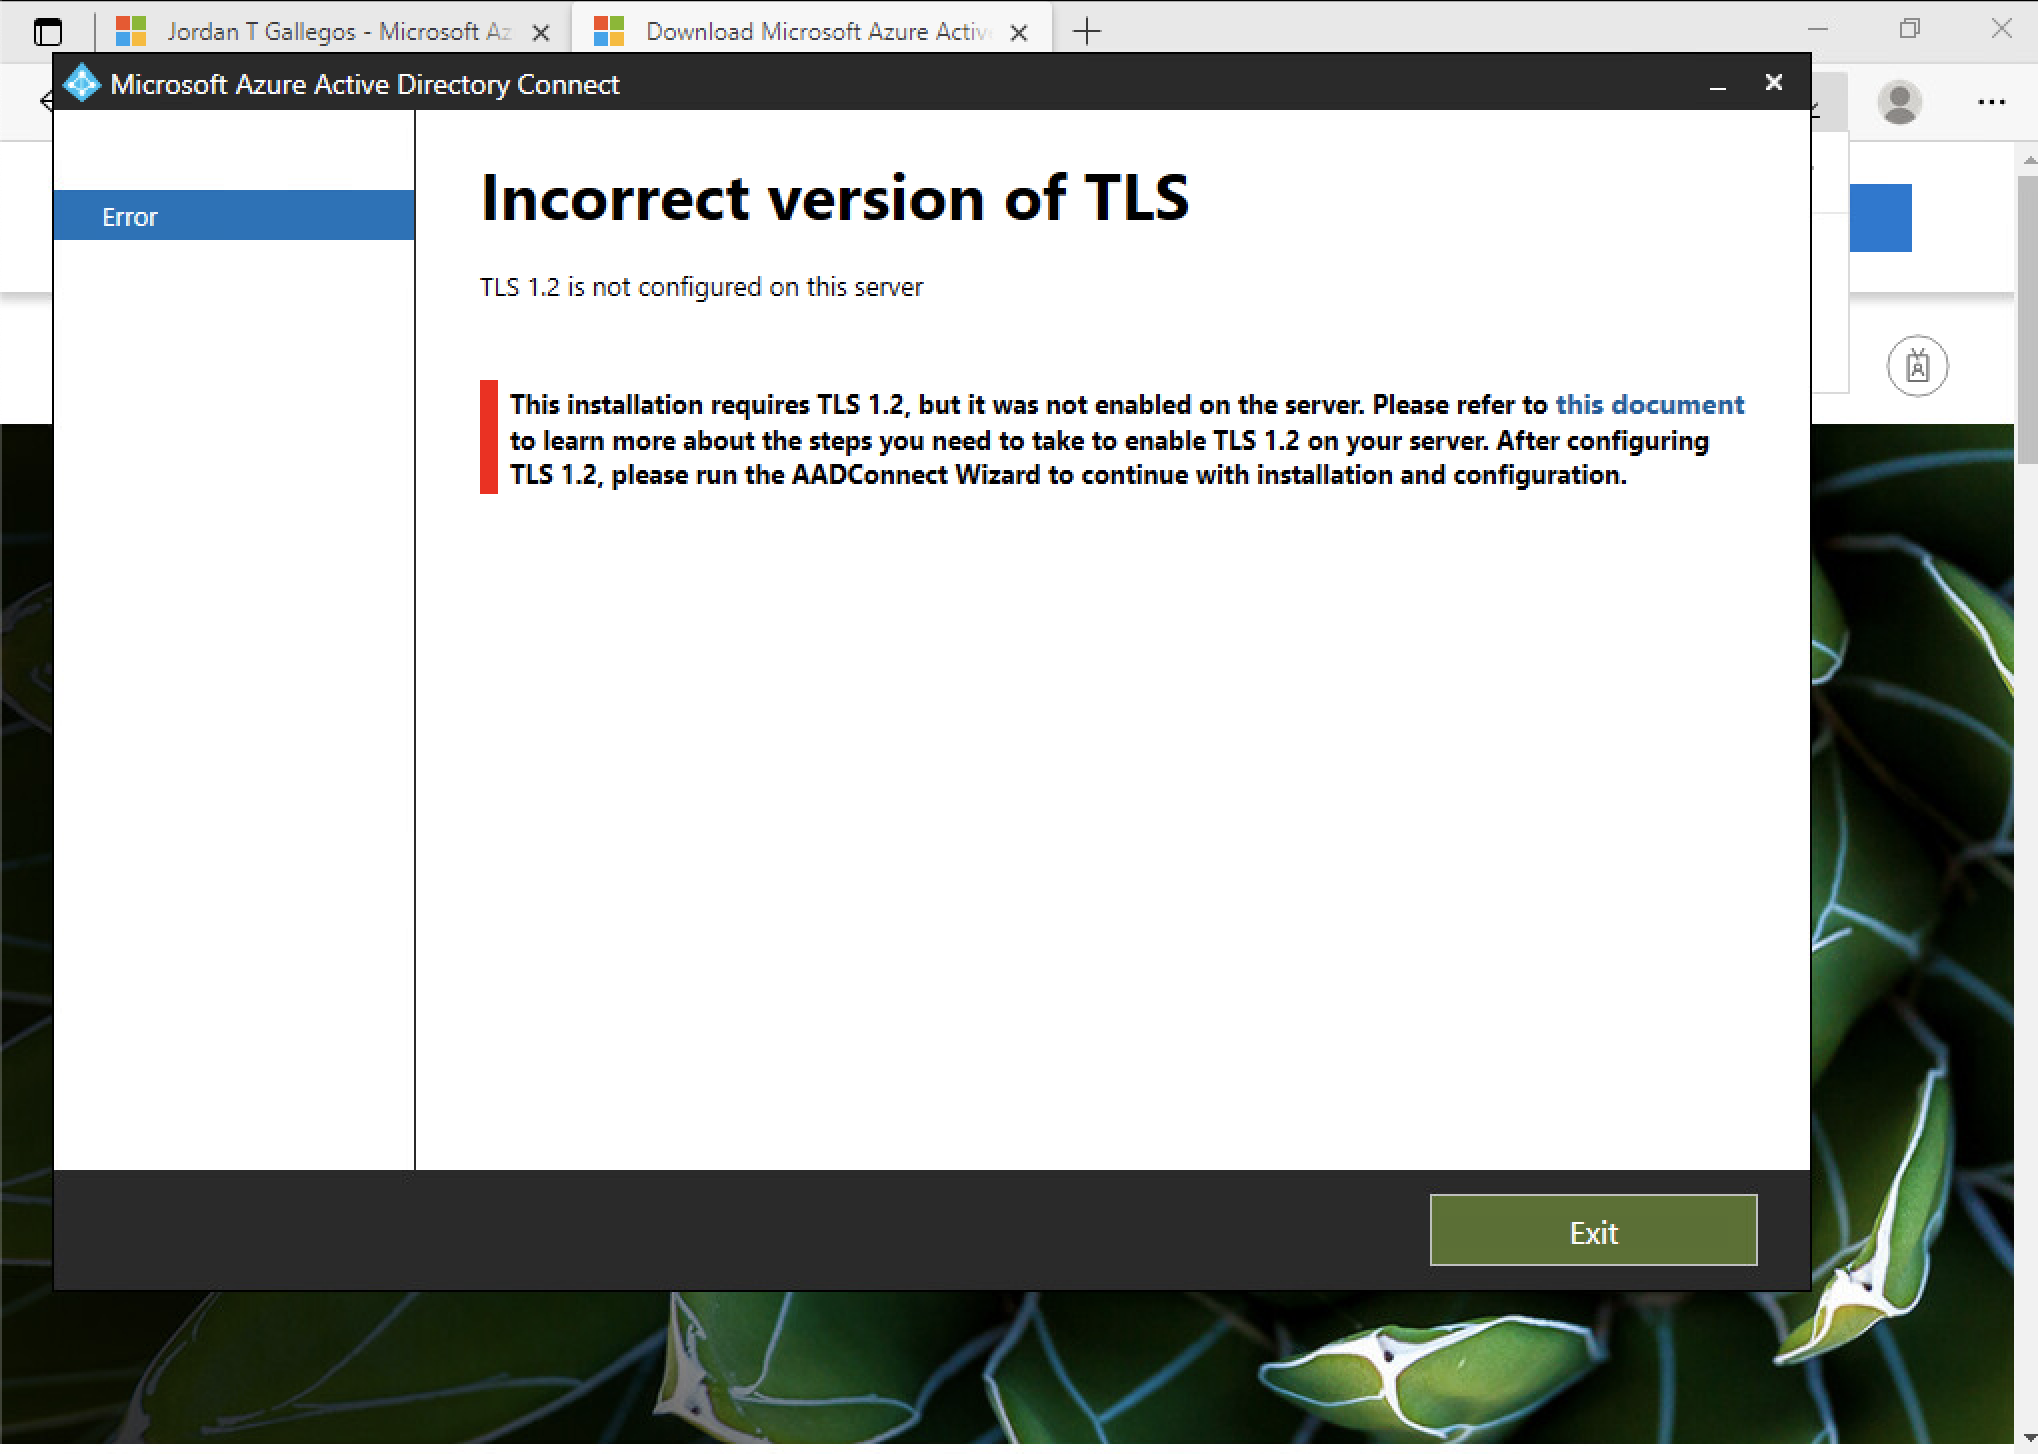 Jordan T Gallegos - Microsoft Az
Download Microsoft Azure Activ
Microsoft Azure Active Directory Connect
Error
Incorrect version of TLS
TLS 1.2 is not configured on this server
This installation requires TLS 1.2, but it was not enabled on the server. Please refer to this document
to learn more about the steps you need to take to enable TLS 1.2 on your server. After configuring
TLS 1.2, please run the AADConnect Wizard to continue with installation and configuration.
Exit